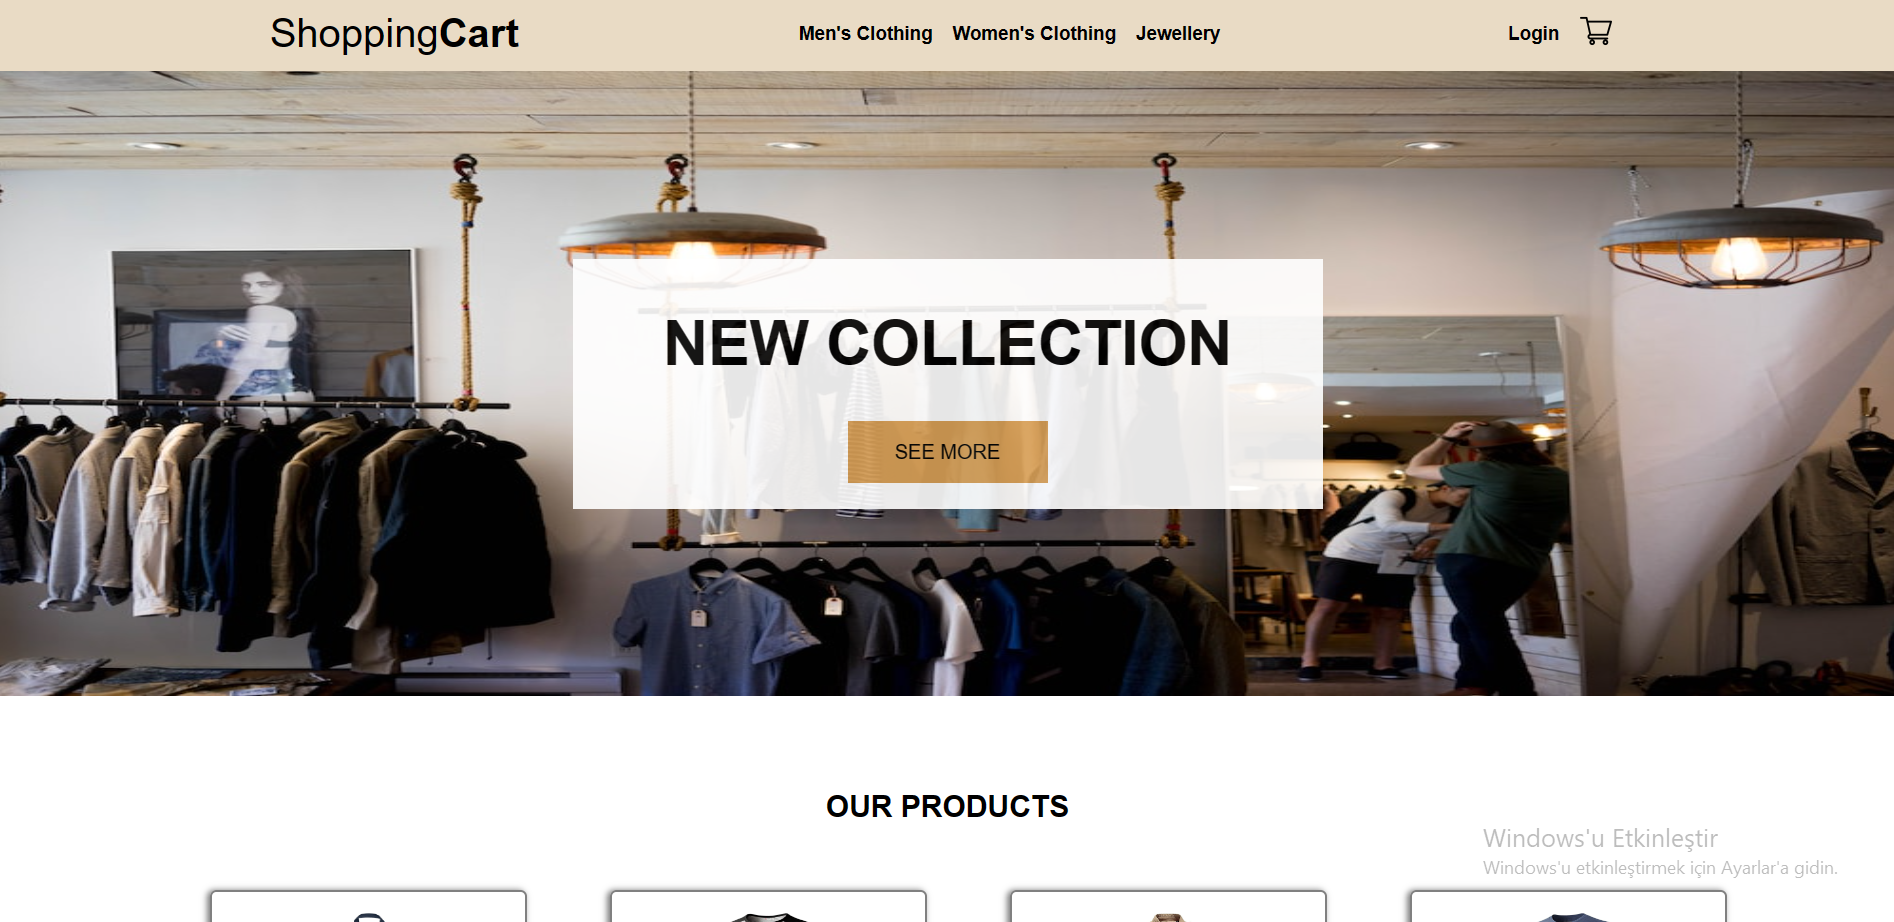 ShoppingCart
Men's Clothing Women's Clothing Jewellery
Login
NEW COLLECTION
SEE MORE
OUR PRODUCTS
Windows'u Etkinleştir
Windows'u etkinleştirmek için Ayarlar'a gidin.